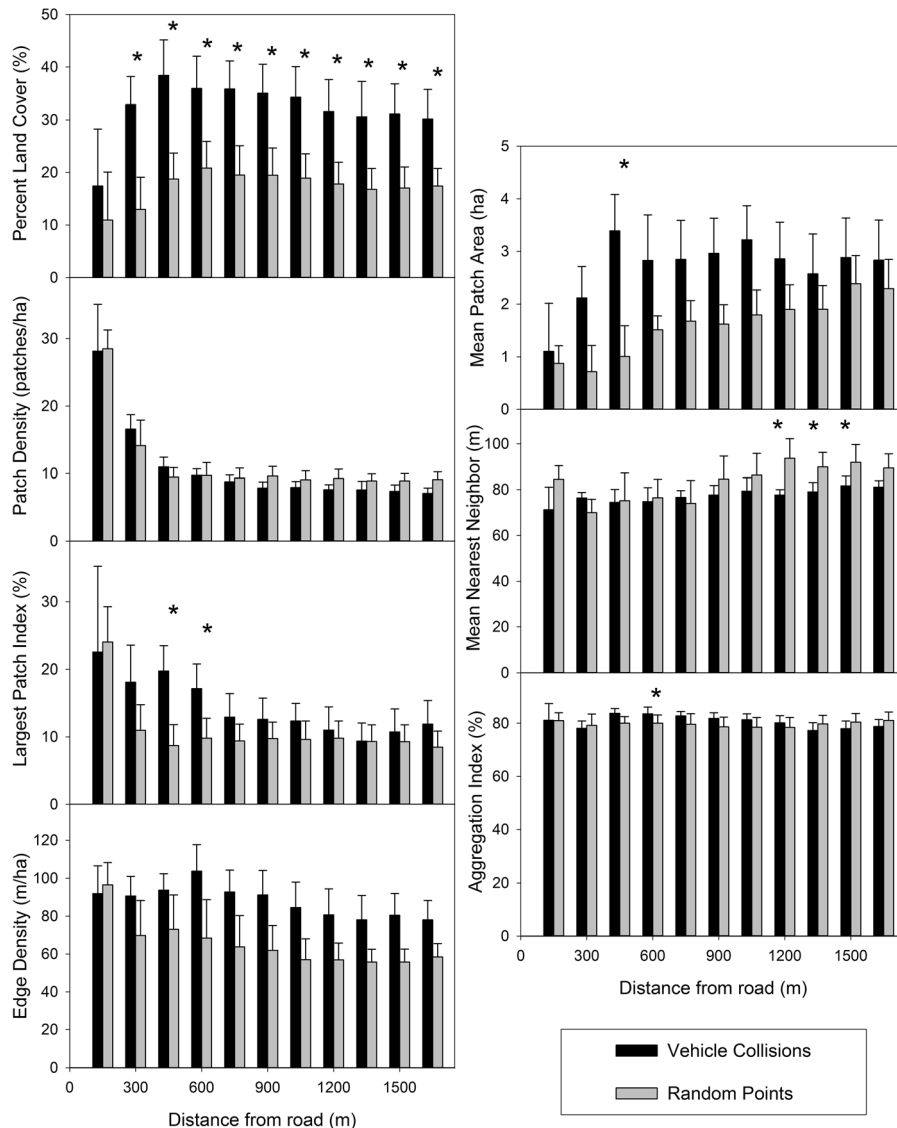 Percent Land Cover (%)
50
40
30
20
10
0
* * * * * * * * * *
Patch Density (patches/ha)
30
20
10
0
Largest Patch Index (%)
30
20
10
0
* *
Edge Density (m/ha)
120
100
80
60
40
20
0
0 300 600 900 1200 1500
Distance from road (m)
Mean Patch Area (ha)
5
4
3
2
1
0
*
Mean Nearest Neighbor (m)
100
80
60
40
20
0
* * *
Aggregation Index (%)
80
60
40
20
0
*
0 300 600 900 1200 1500
Distance from road (m)
Vehicle Collisions
Random Points